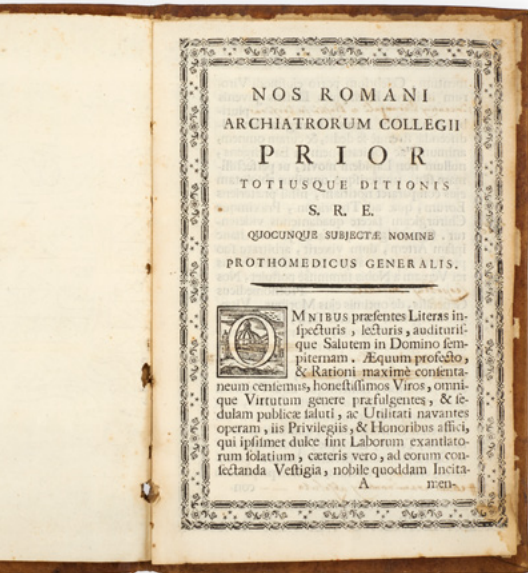 NOS ROMANI
ARCHIATRORUM COLLEGII
PRIOR
TOTIUSQUE DITIONIS
S. R. E.
QUOCUNQUE SUBJECTÆ NOMINE
PROTHOMEDICUS GENERALIS.
OMNIBUS præſentes Literas in-
ſpecturis, lecturis, audituriſ-
que Salutem in Domino ſem-
piternam. Æquum profecto,
& Rationi maximè conſenta-
neum cenſemus, honeſtiſſimos Viros, omni-
que Virtutum genere præfulgentes, & ſe-
dulam publicæ ſaluti, ac Utilitati navantes
operam, iis Privilegiis, & Honoribus affici,
qui ipſiſmet dulce ſint Laborum exantlato-
rum ſolatium, cæteris vero, ad eorum con-
ſectanda Veſtigia, nobile quoddam Incita-
A men-